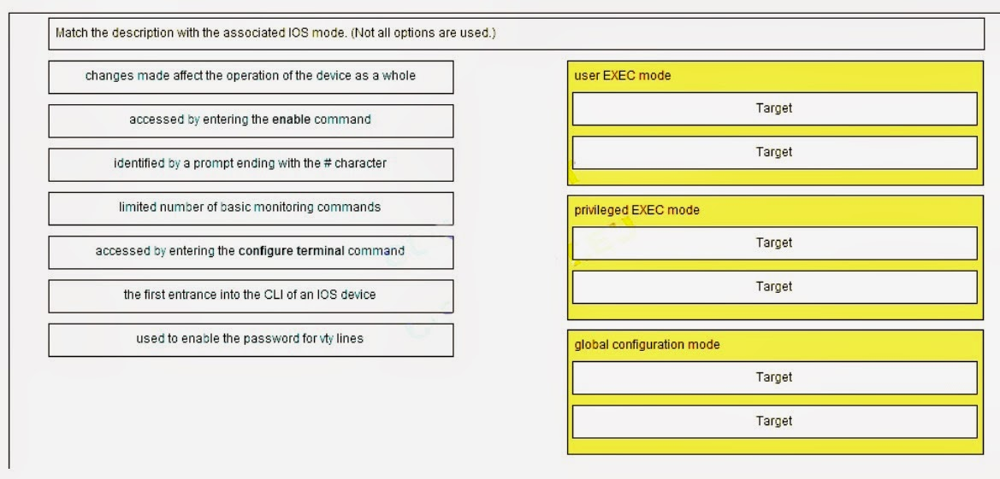 Match the description with the associated IOS mode. (Not all options are used.)
changes made affect the operation of the device as a whole
accessed by entering the enable command
identified by a prompt ending with the # character
limited number of basic monitoring commands
accessed by entering the configure terminal command
the first entrance into the CLI of an IOS device
used to enable the password for vty lines
user EXEC mode
Target
Target
privileged EXEC mode
Target
Target
global configuration mode
Target
Target